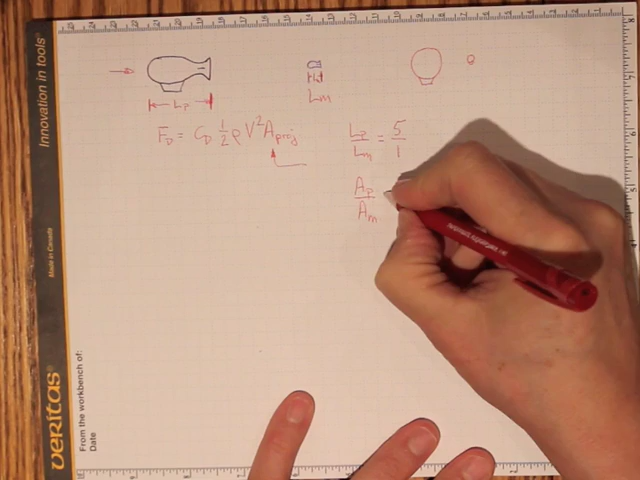 Innovation in tools®
Made in Canada
veritas®
From the workbench of:
Date
Lp
Lm
F_D = C_D 1/2 ρ V² A_proj
Lp/Lm = 5/1
Ap/Am